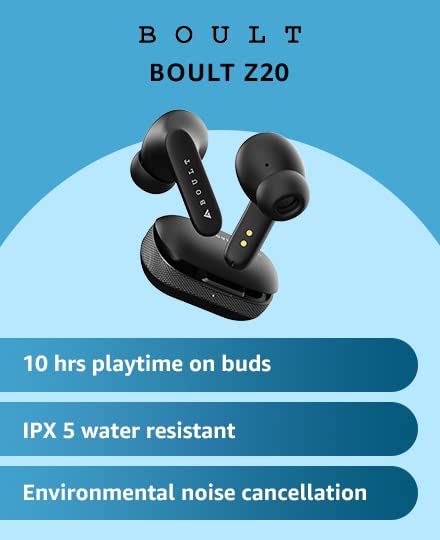 BOULT
BOULT Z20
BOULT
10 hrs playtime on buds
IPX 5 water resistant
Environmental noise cancellation